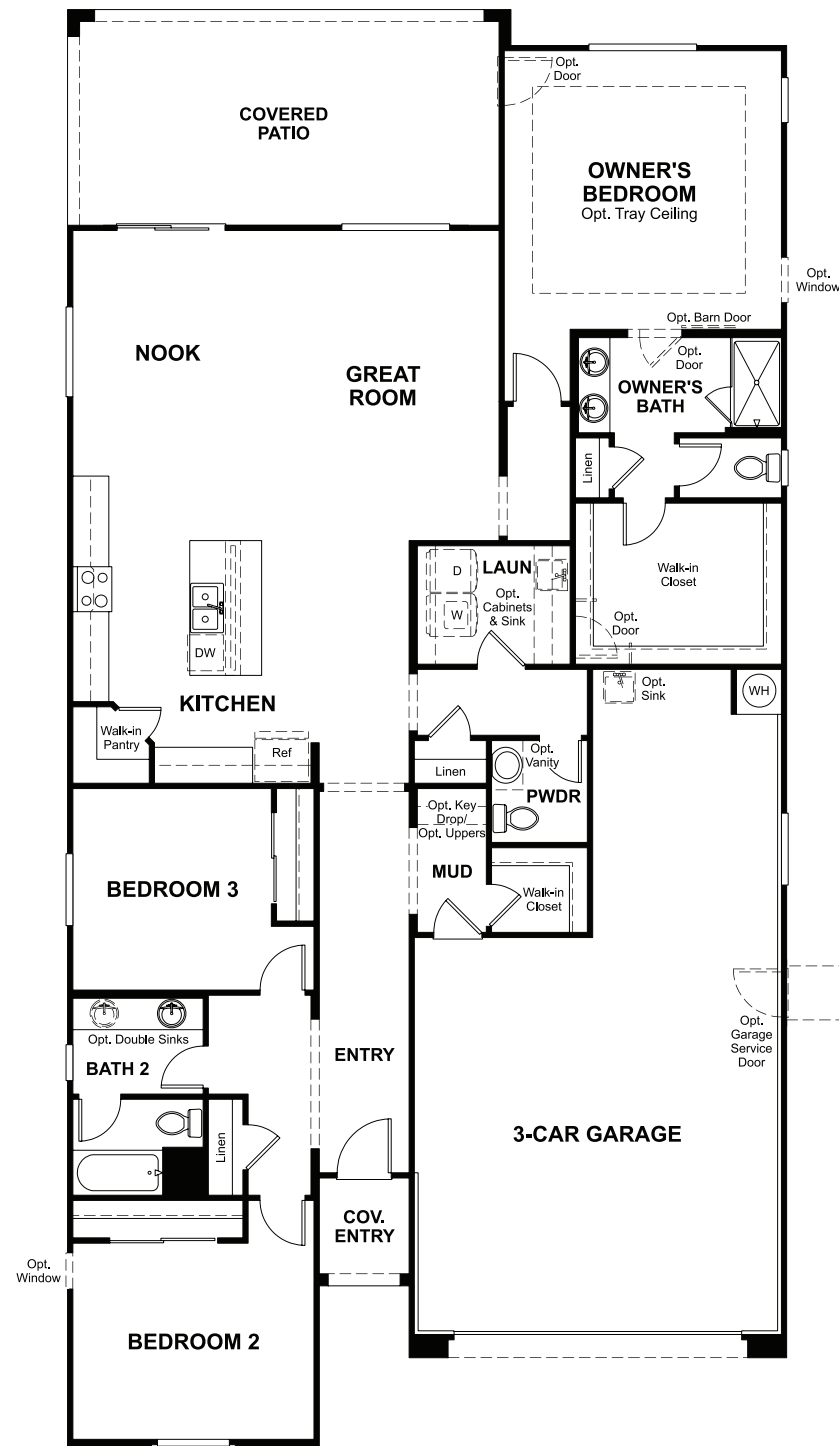 Opt.
Door
COVERED
PATIO
OWNER'S
BEDROOM
Opt. Tray Ceiling
Opt.
Window
Opt. Barn Door
NOOK
GREAT
ROOM
Opt.
Door
OWNER'S
BATH
Linen
D
LAUN
W
Opt.
Cabinets
& Sink
Walk-in
Closet
Opt.
Door
DW
KITCHEN
Opt.
Sink
WH
Walk-in
Pantry
Ref
Linen
Opt.
Vanity
PWDR
Opt. Key
Drop/
Opt. Uppers
MUD
Walk-in
Closet
BEDROOM 3
Opt. Double Sinks
BATH 2
ENTRY
Opt.
Garage
Service
Door
Linen
3-CAR GARAGE
COV.
ENTRY
Opt.
Window
BEDROOM 2